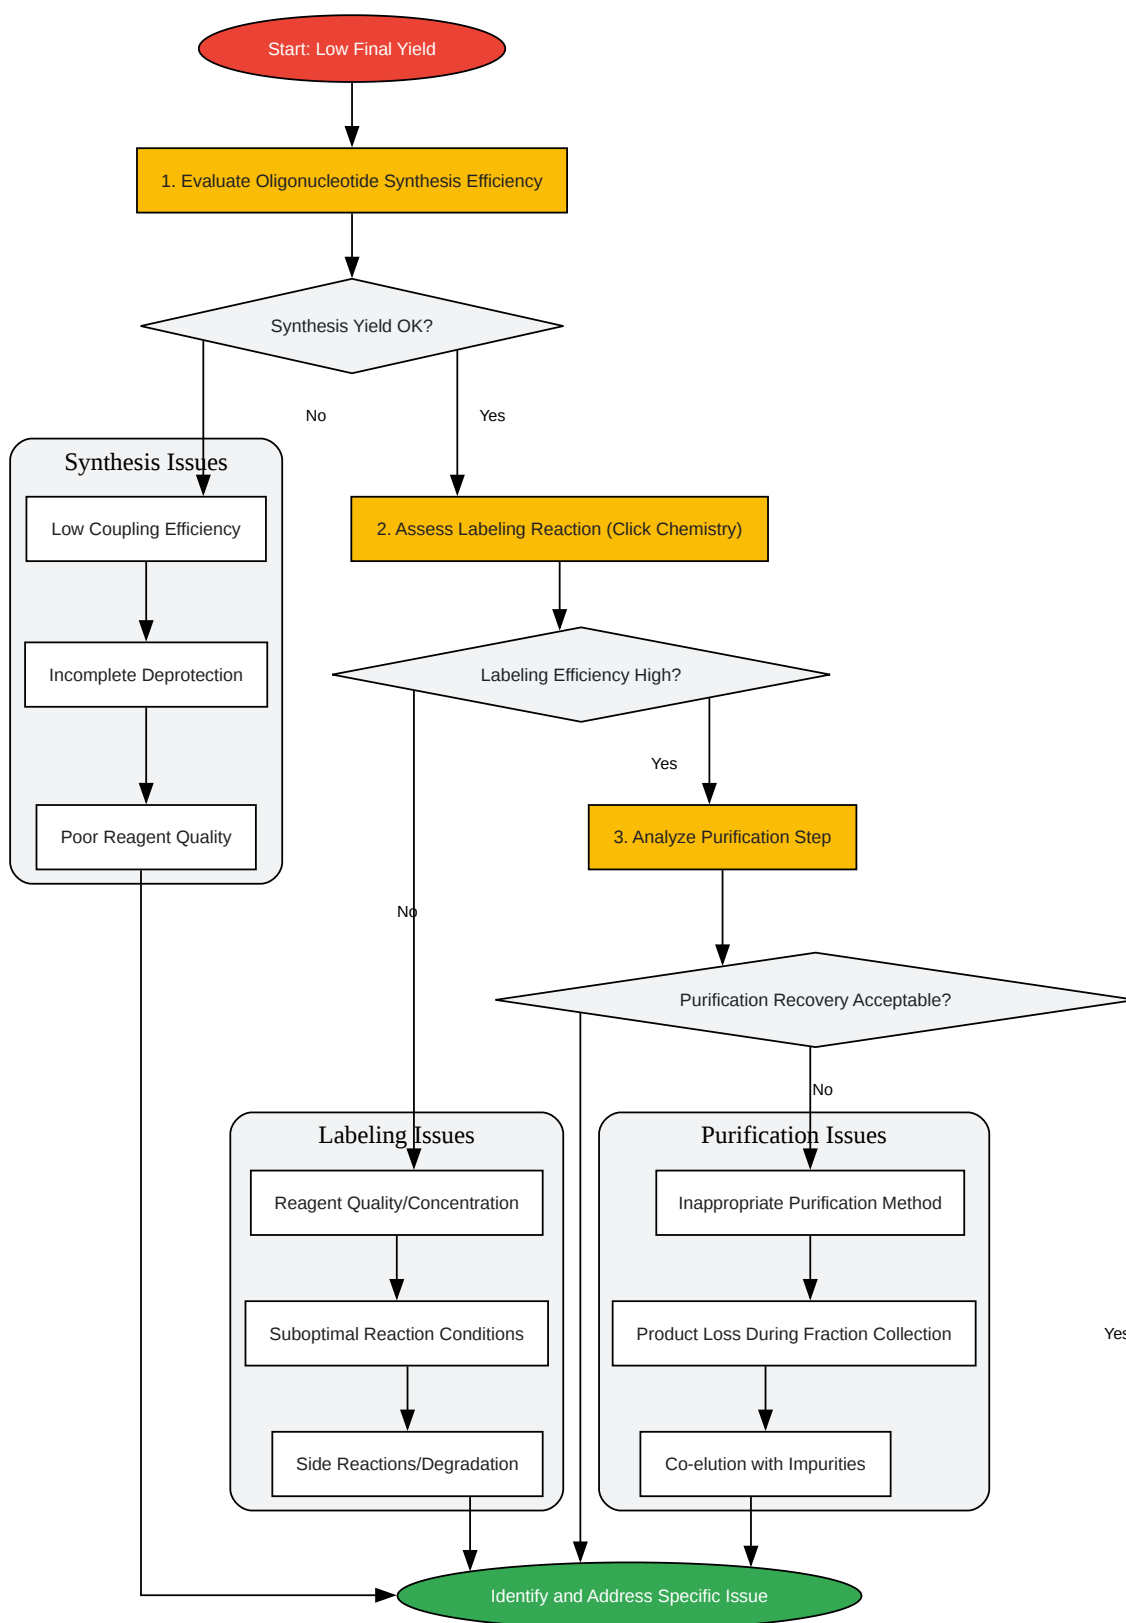 Start: Low Final Yield
1. Evaluate Oligonucleotide Synthesis Efficiency
Synthesis Yield OK?
No
Yes
Synthesis Issues
Low Coupling Efficiency
2. Assess Labeling Reaction (Click Chemistry)
Incomplete Deprotection
Labeling Efficiency High?
Yes
Poor Reagent Quality
3. Analyze Purification Step
No
Purification Recovery Acceptable?
No
Labeling Issues
Purification Issues
Reagent Quality/Concentration
Inappropriate Purification Method
Suboptimal Reaction Conditions
Product Loss During Fraction Collection
Yes
Side Reactions/Degradation
Co-elution with Impurities
Identify and Address Specific Issue